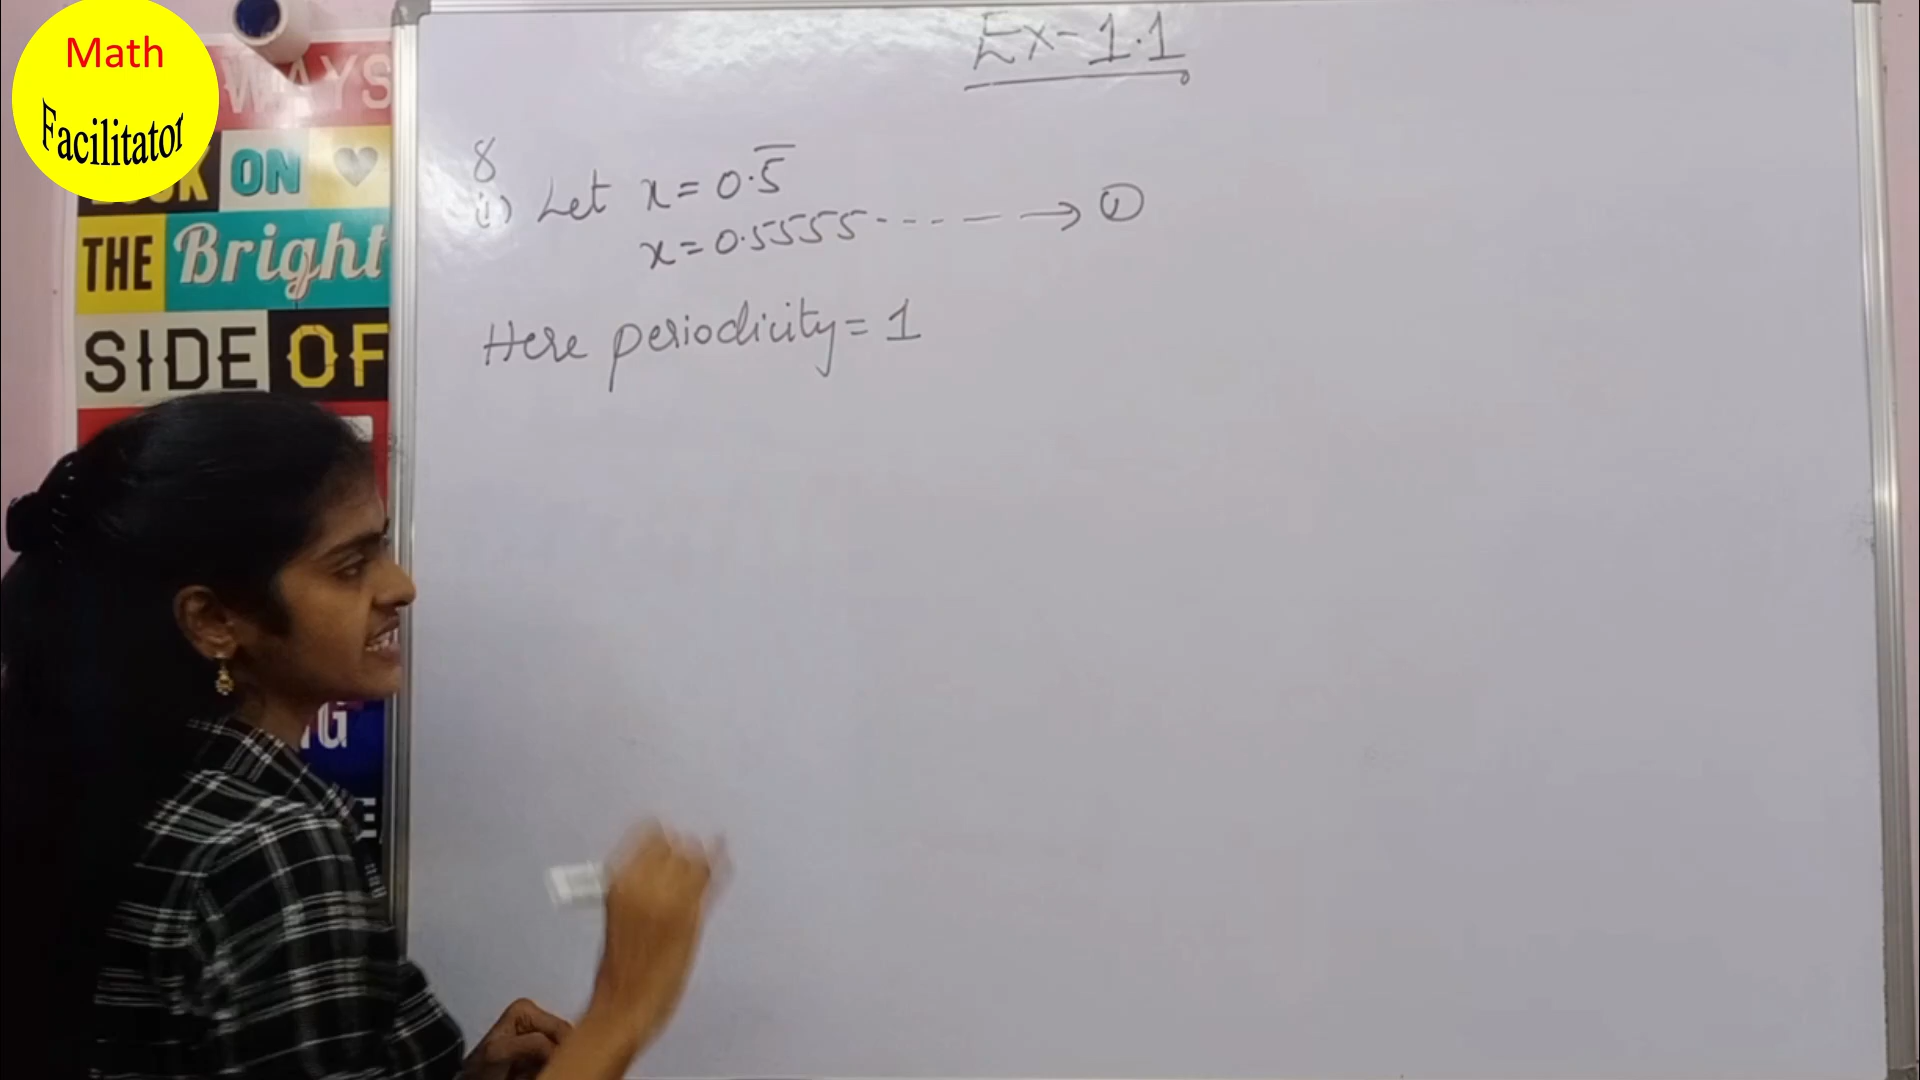 Math
Facilitator
WAYS
ON
THE Bright
SIDE OF
Ex-1.1
8
i) Let x = 0.5̅
x = 0.5555---- → ①
Here periodicity = 1